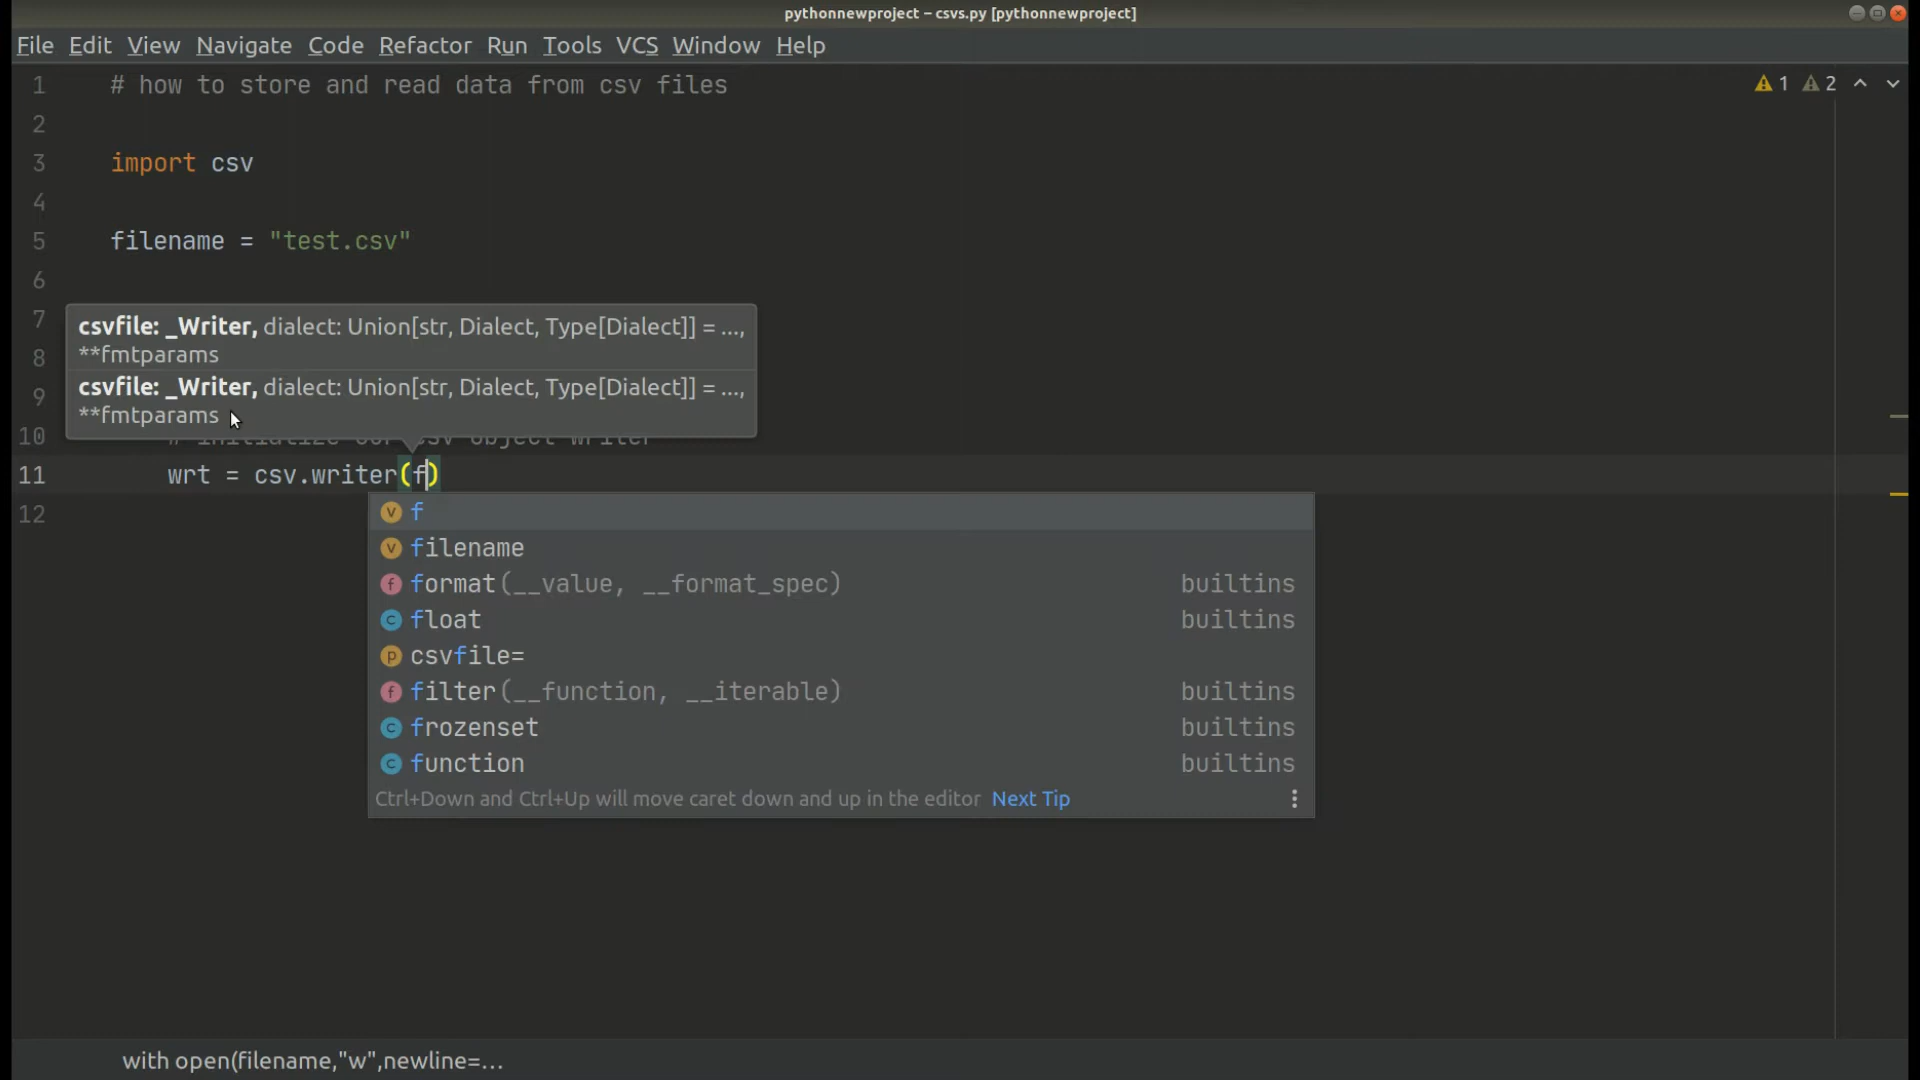 pythonnewproject – csvs.py [pythonnewproject]
File Edit View Navigate Code Refactor Run Tools VCS Window Help
1 # how to store and read data from csv files
1 2
2
3 import csv
4
5 filename = "test.csv"
6
7
csvfile: _Writer, dialect: Union[str, Dialect, Type[Dialect]] = ...,
**fmtparams
8
csvfile: _Writer, dialect: Union[str, Dialect, Type[Dialect]] = ...,
**fmtparams
9
10 # initialize our csv object writer
11 wrt = csv.writer(f)
12
f
filename
format(__value, __format_spec) builtins
float builtins
csvfile=
filter(__function, __iterable) builtins
frozenset builtins
function builtins
Ctrl+Down and Ctrl+Up will move caret down and up in the editor Next Tip
with open(filename,"w",newline=...